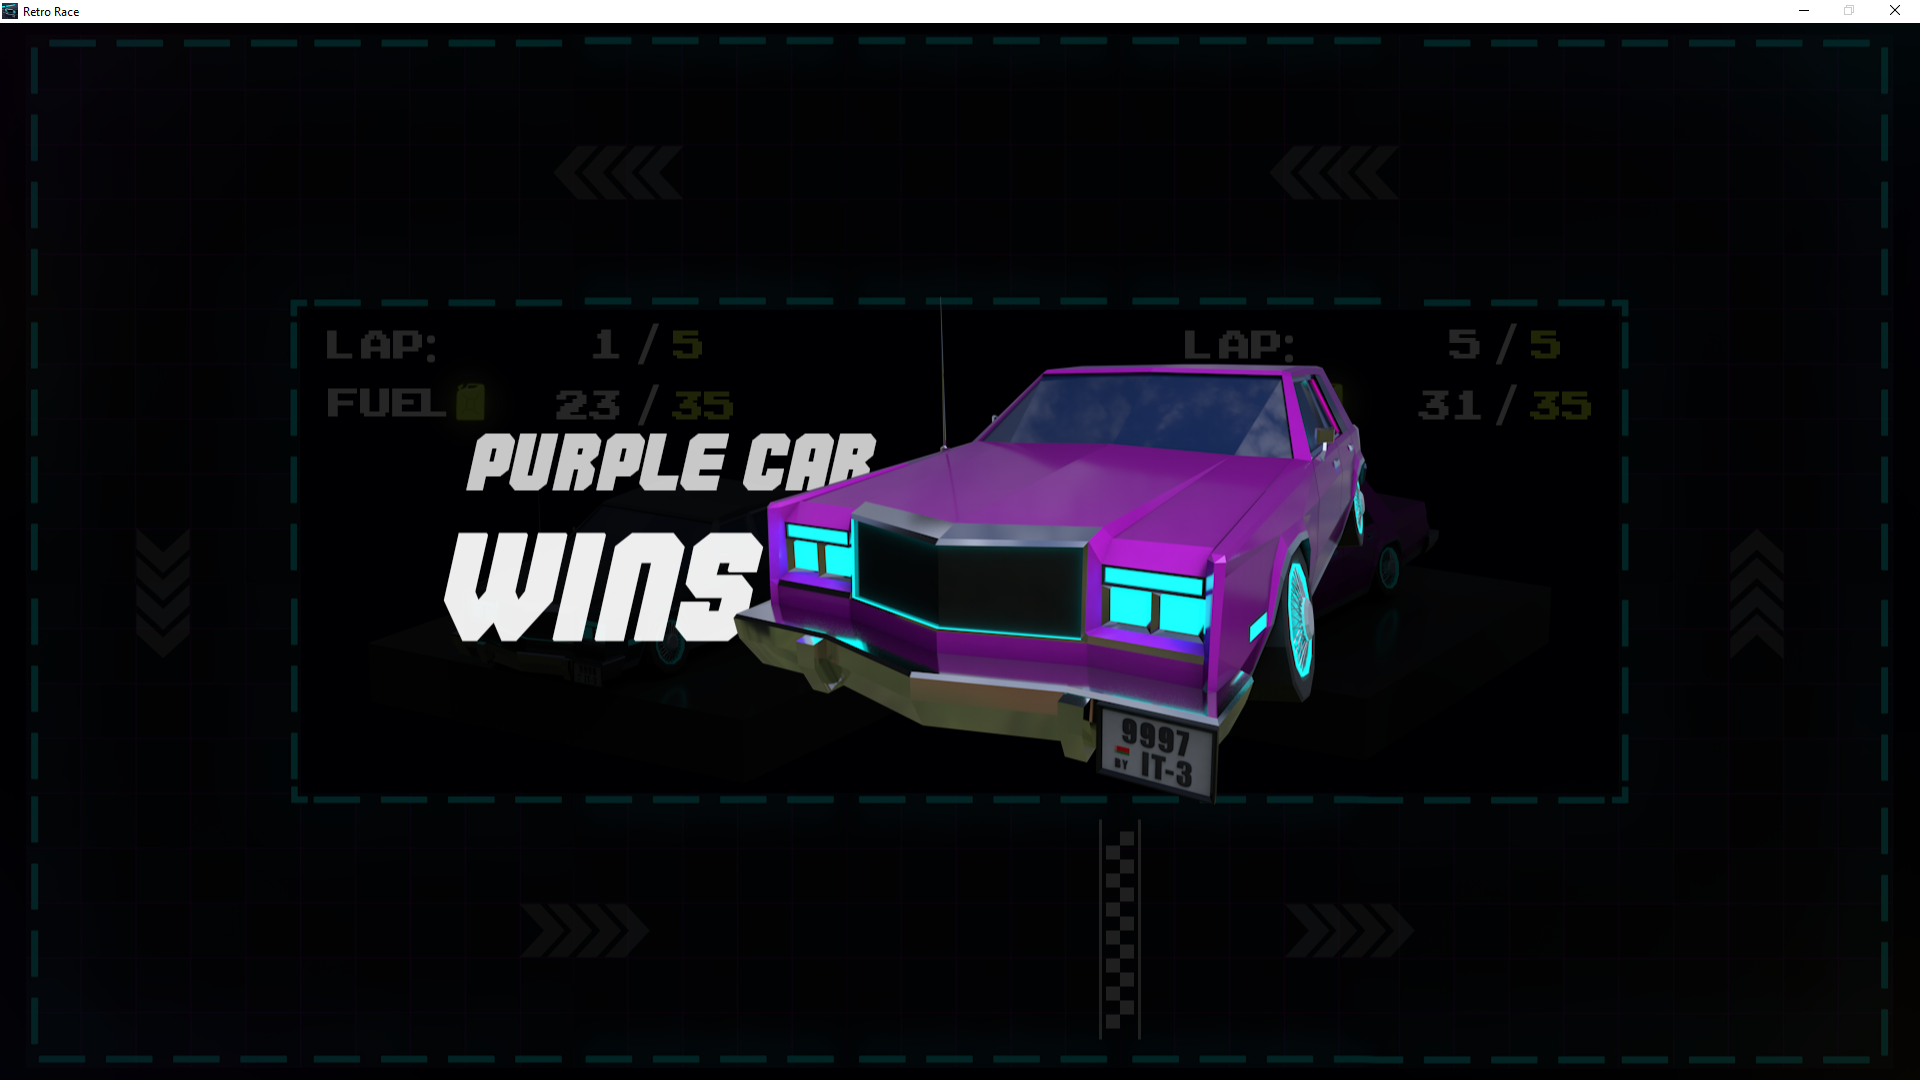 Retro Race
LAP: 1 / 5
FUEL 23 / 35
LAP: 5 / 5
31 / 35
PURPLE CAR
WINS
9997
BY IT-3